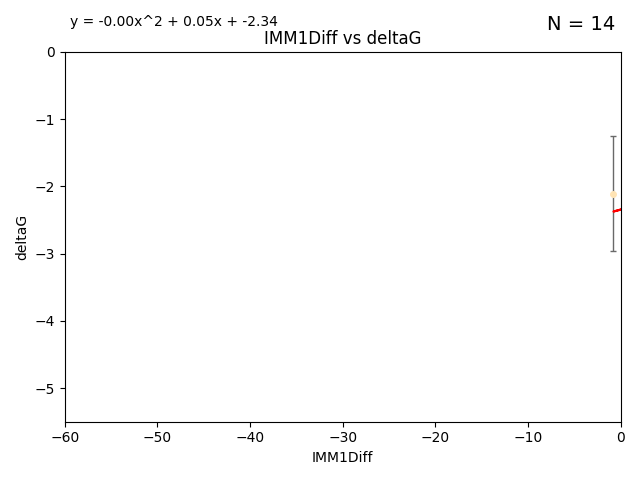 y = -0.00x^2 + 0.05x + -2.34
N = 14
IMM1Diff vs deltaG
0
−1
−2
−3
−4
−5
deltaG
−60
−50
−40
−30
−20
−10
0
IMM1Diff